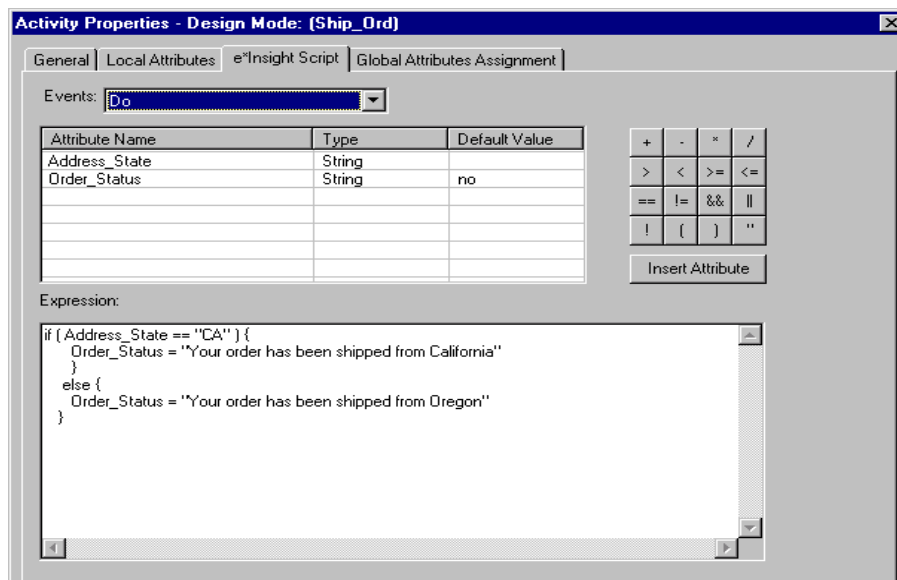 Activity Properties - Design Mode: (Ship_Ord)
General Local Attributes e*Insight Script Global Attributes Assignment
Events: Do
Attribute Name Type Default Value
Address_State String
Order_Status String no
+ - * /
> < >= <=
== != && ||
! ( ) "
Insert Attribute
Expression:
if ( Address_State == "CA" ) {
Order_Status = "Your order has been shipped from California"
}
else {
Order_Status = "Your order has been shipped from Oregon"
}